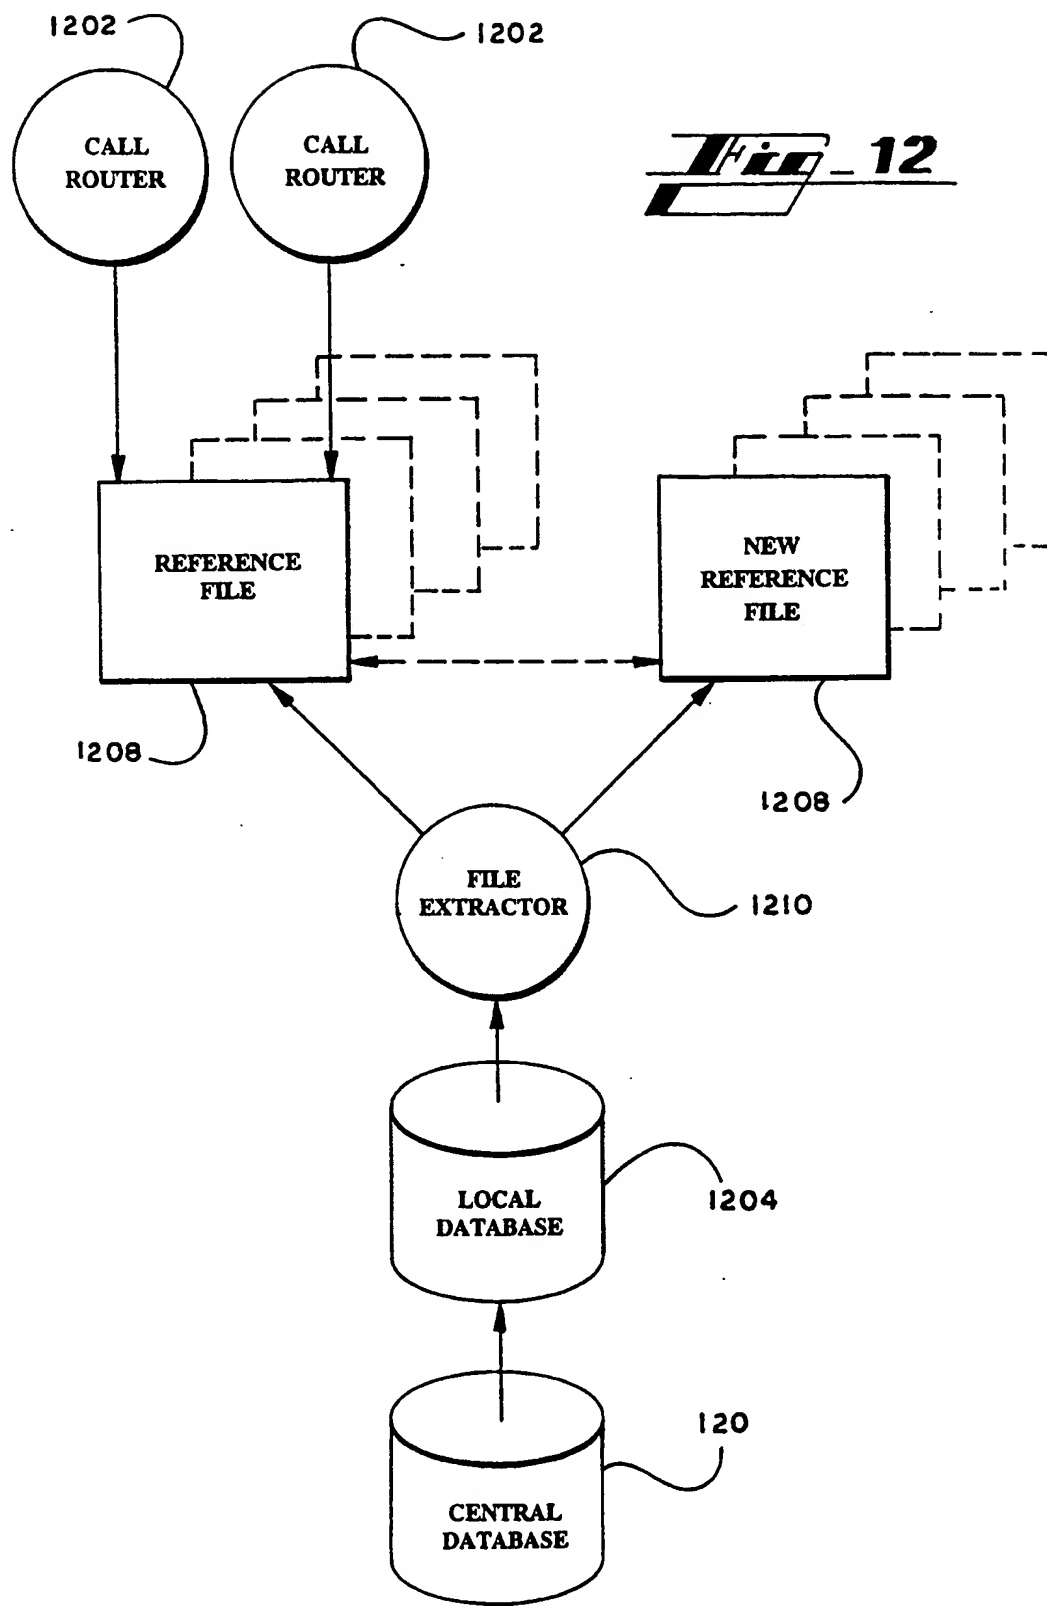 1202
1202
CALL
ROUTER
CALL
ROUTER
Fig_12
REFERENCE
FILE
NEW
REFERENCE
FILE
1208
1208
FILE
EXTRACTOR
1210
LOCAL
DATABASE
1204
120
CENTRAL
DATABASE